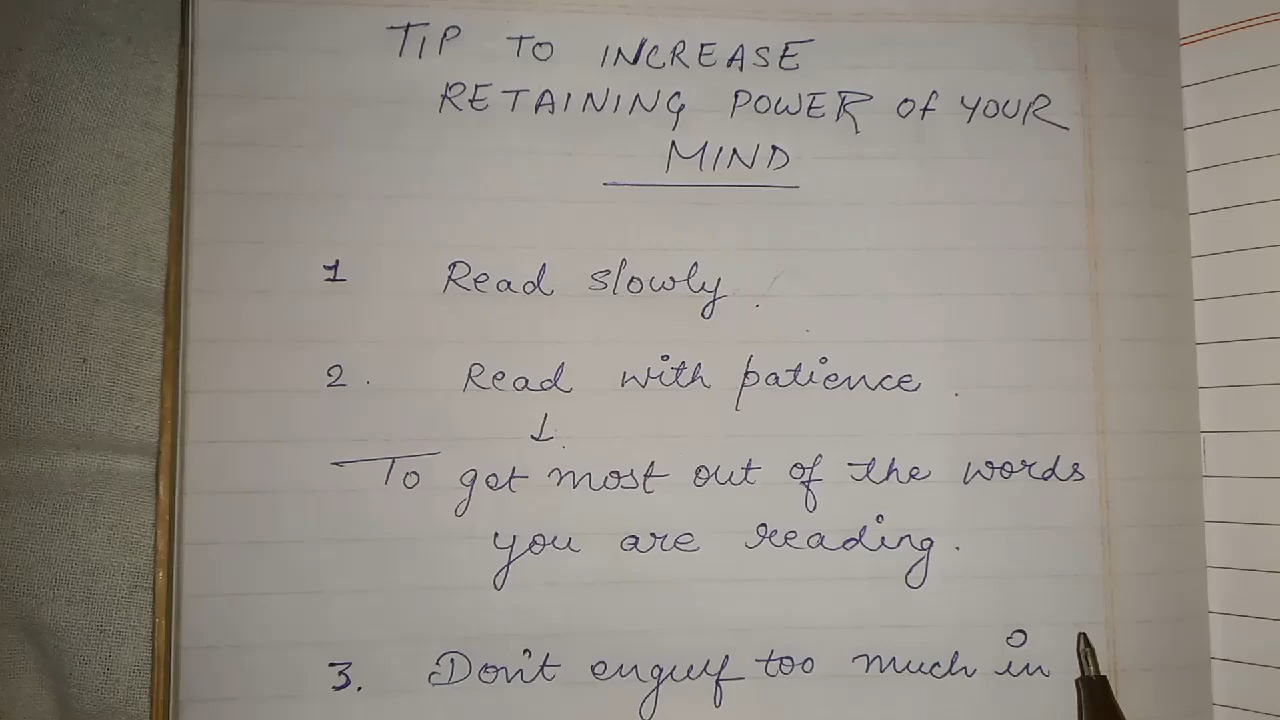 TIP TO INCREASE
RETAINING POWER of YOUR
MIND
1 Read slowly.
2. Read with patience.
↓
To get most out of the words
you are reading.
3. Don't engulf too much in